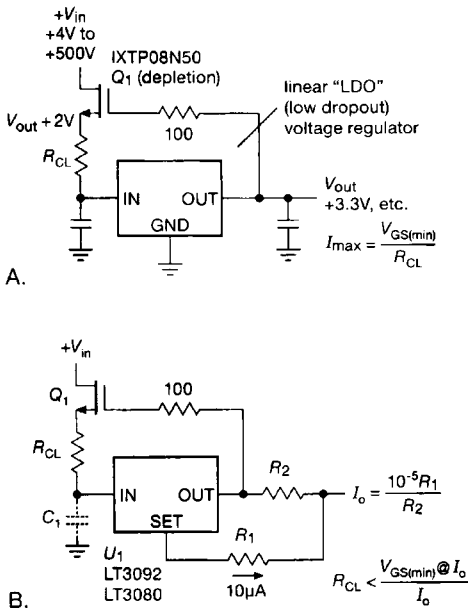 +Vin
+4V to
+500V
IXTP08N50
Q1 (depletion)
linear "LDO"
(low dropout)
voltage regulator
Vout + 2V
100
RCL
IN
OUT
GND
Vout
+3.3V, etc.
Imax = VGS(min) / RCL
A.
+Vin
Q1
100
RCL
R2
IN
OUT
Io = 10^-5R1 / R2
C1
SET
R1
U1
LT3092
LT3080
10µA
RCL < VGS(min)@ Io / Io
B.